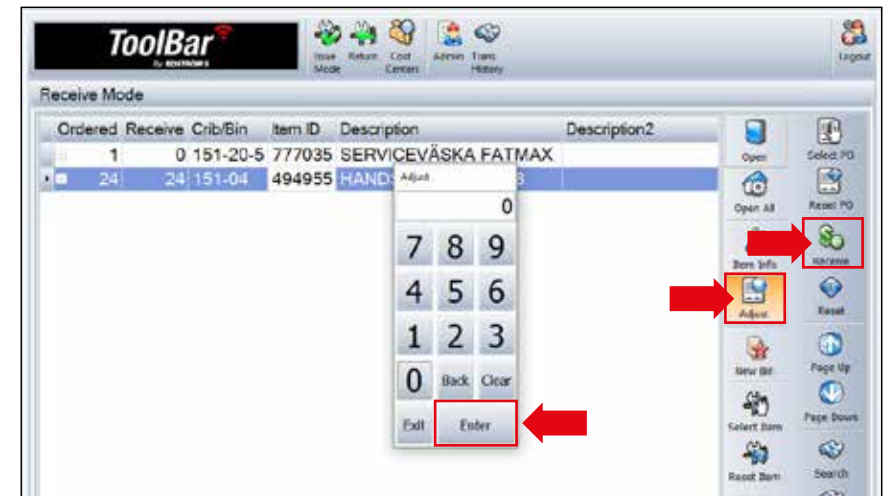 ToolBar
Issue Mode
Return
Cost Centers
Admin
Trans History
Logout
Receive Mode
Ordered Receive Crib/Bin Item ID Description Description2
1 0 151-20-5 777035 SERVICEVÄSKA FATMAX
24 24 151-04 494955
Adjust
0
7 8 9
4 5 6
1 2 3
0 Back Clear
Exit Enter
Open
Select PO
Open All
Reset PO
Item Info
Receive
Adjust
Reset
New Bin
Page Up
Select Item
Page Down
Reset Item
Search